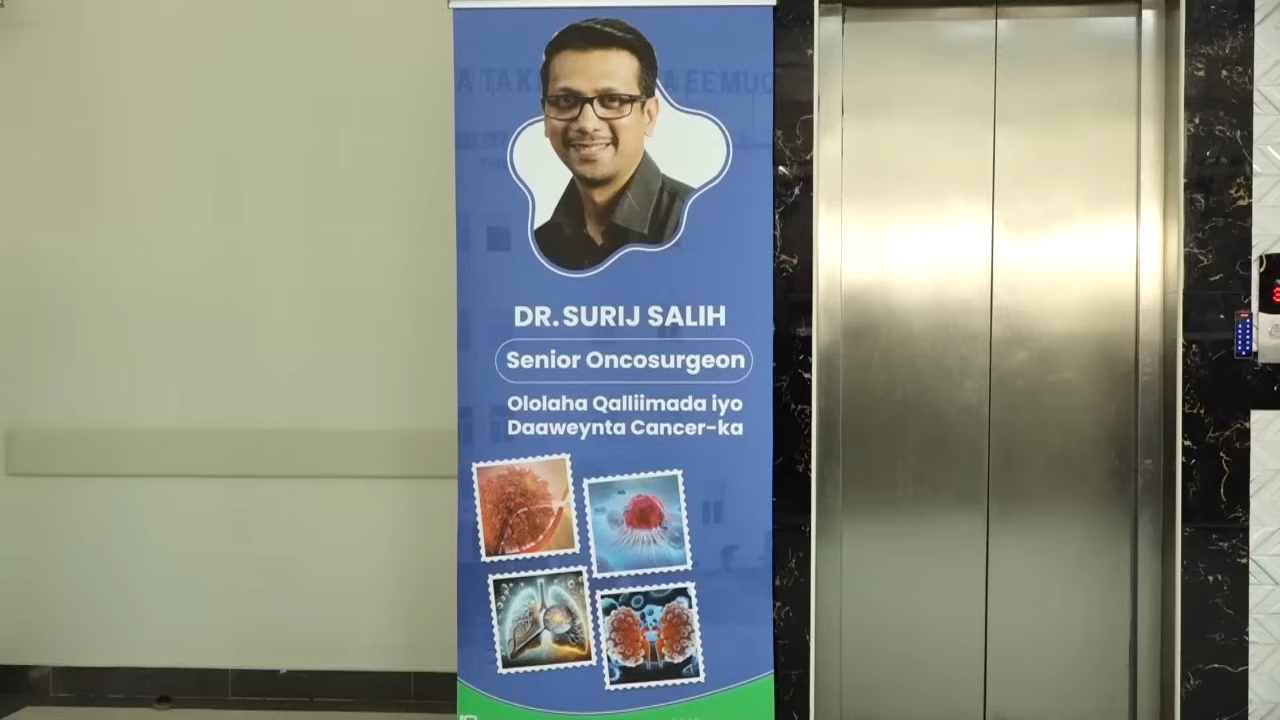 DR. SURIJ SALIH
Senior Oncosurgeon
Ololaha Qalliimada iyo
Daaweynta Cancer-ka